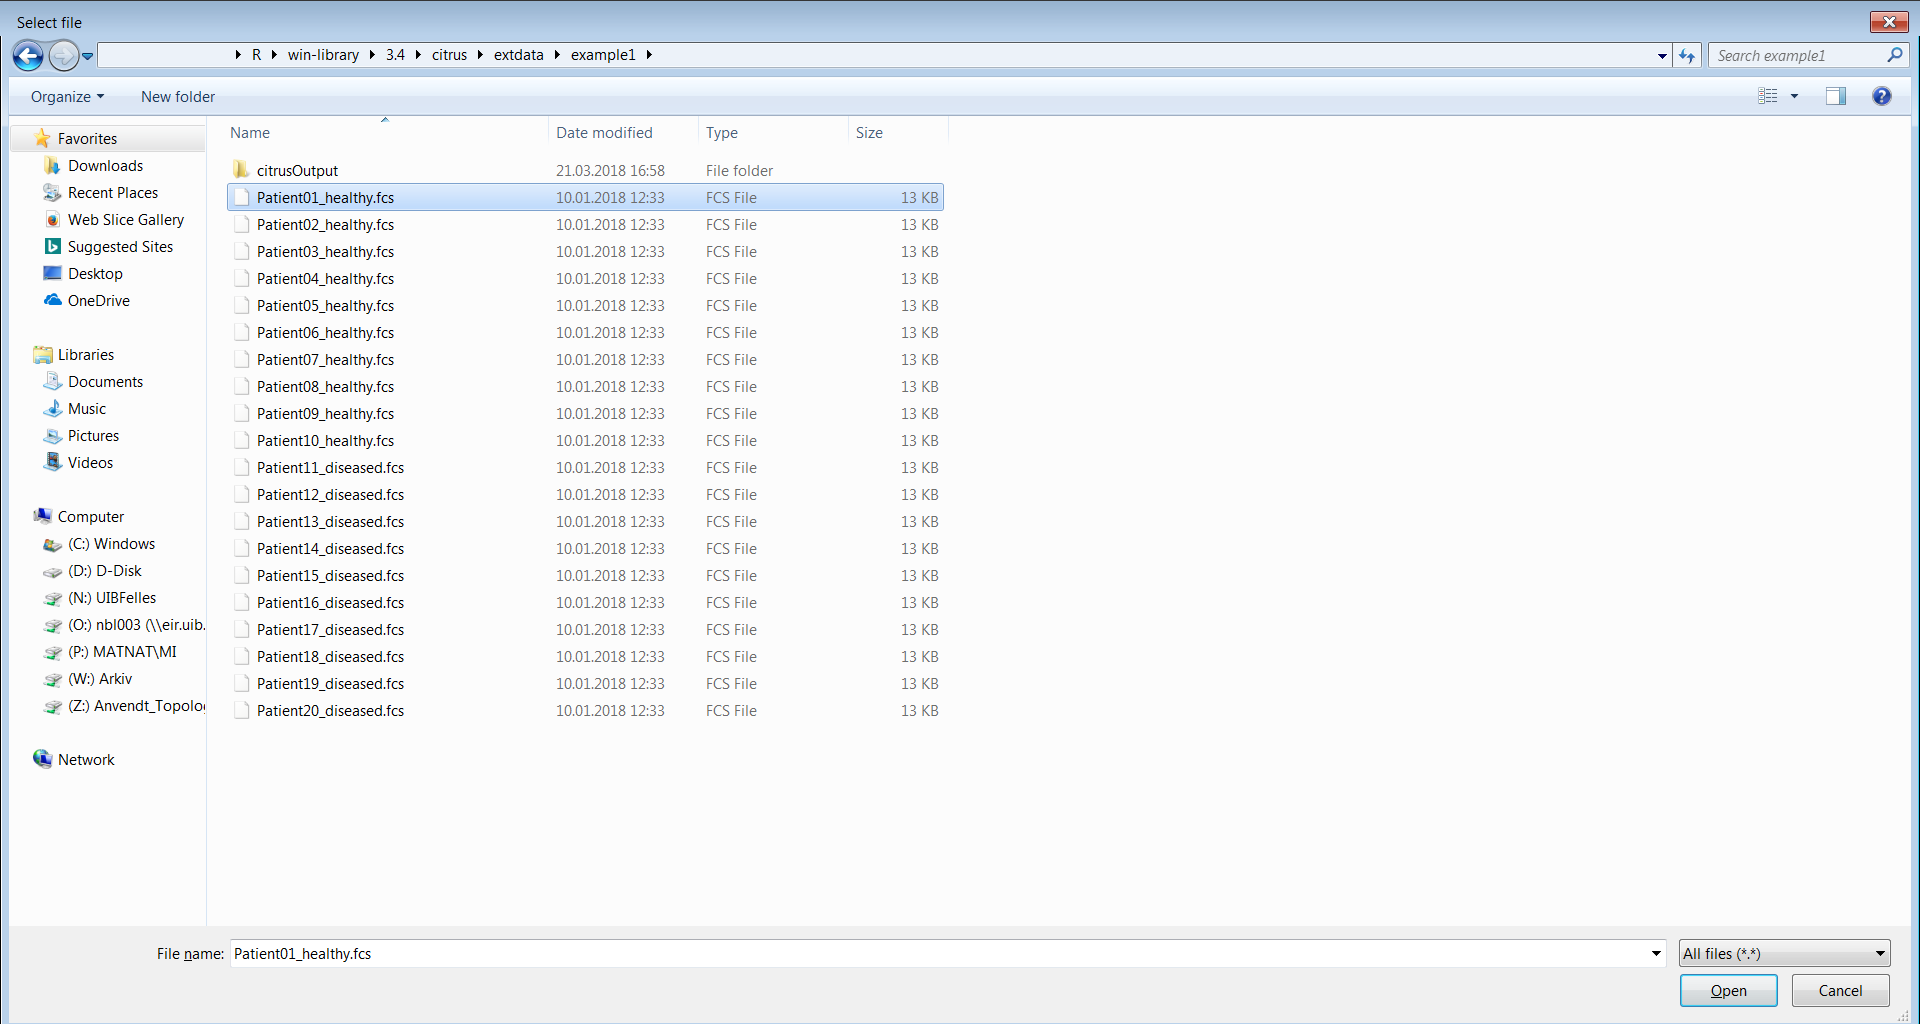 Select file
R win-library 3.4 citrus extdata example1
Search example1
Organize New folder
Name Date modified Type Size
Favorites
Downloads
Recent Places
Web Slice Gallery
Suggested Sites
Desktop
OneDrive
Libraries
Documents
Music
Pictures
Videos
Computer
(C:) Windows
(D:) D-Disk
(N:) UIBFelles
(O:) nbl003 (\\eir.uib.
(P:) MATNAT\MI
(W:) Arkiv
(Z:) Anvendt_Topolo
Network
citrusOutput 21.03.2018 16:58 File folder
Patient01_healthy.fcs 10.01.2018 12:33 FCS File 13 KB
Patient02_healthy.fcs 10.01.2018 12:33 FCS File 13 KB
Patient03_healthy.fcs 10.01.2018 12:33 FCS File 13 KB
Patient04_healthy.fcs 10.01.2018 12:33 FCS File 13 KB
Patient05_healthy.fcs 10.01.2018 12:33 FCS File 13 KB
Patient06_healthy.fcs 10.01.2018 12:33 FCS File 13 KB
Patient07_healthy.fcs 10.01.2018 12:33 FCS File 13 KB
Patient08_healthy.fcs 10.01.2018 12:33 FCS File 13 KB
Patient09_healthy.fcs 10.01.2018 12:33 FCS File 13 KB
Patient10_healthy.fcs 10.01.2018 12:33 FCS File 13 KB
Patient11_diseased.fcs 10.01.2018 12:33 FCS File 13 KB
Patient12_diseased.fcs 10.01.2018 12:33 FCS File 13 KB
Patient13_diseased.fcs 10.01.2018 12:33 FCS File 13 KB
Patient14_diseased.fcs 10.01.2018 12:33 FCS File 13 KB
Patient15_diseased.fcs 10.01.2018 12:33 FCS File 13 KB
Patient16_diseased.fcs 10.01.2018 12:33 FCS File 13 KB
Patient17_diseased.fcs 10.01.2018 12:33 FCS File 13 KB
Patient18_diseased.fcs 10.01.2018 12:33 FCS File 13 KB
Patient19_diseased.fcs 10.01.2018 12:33 FCS File 13 KB
Patient20_diseased.fcs 10.01.2018 12:33 FCS File 13 KB
File name: Patient01_healthy.fcs All files (*.*)
Open Cancel